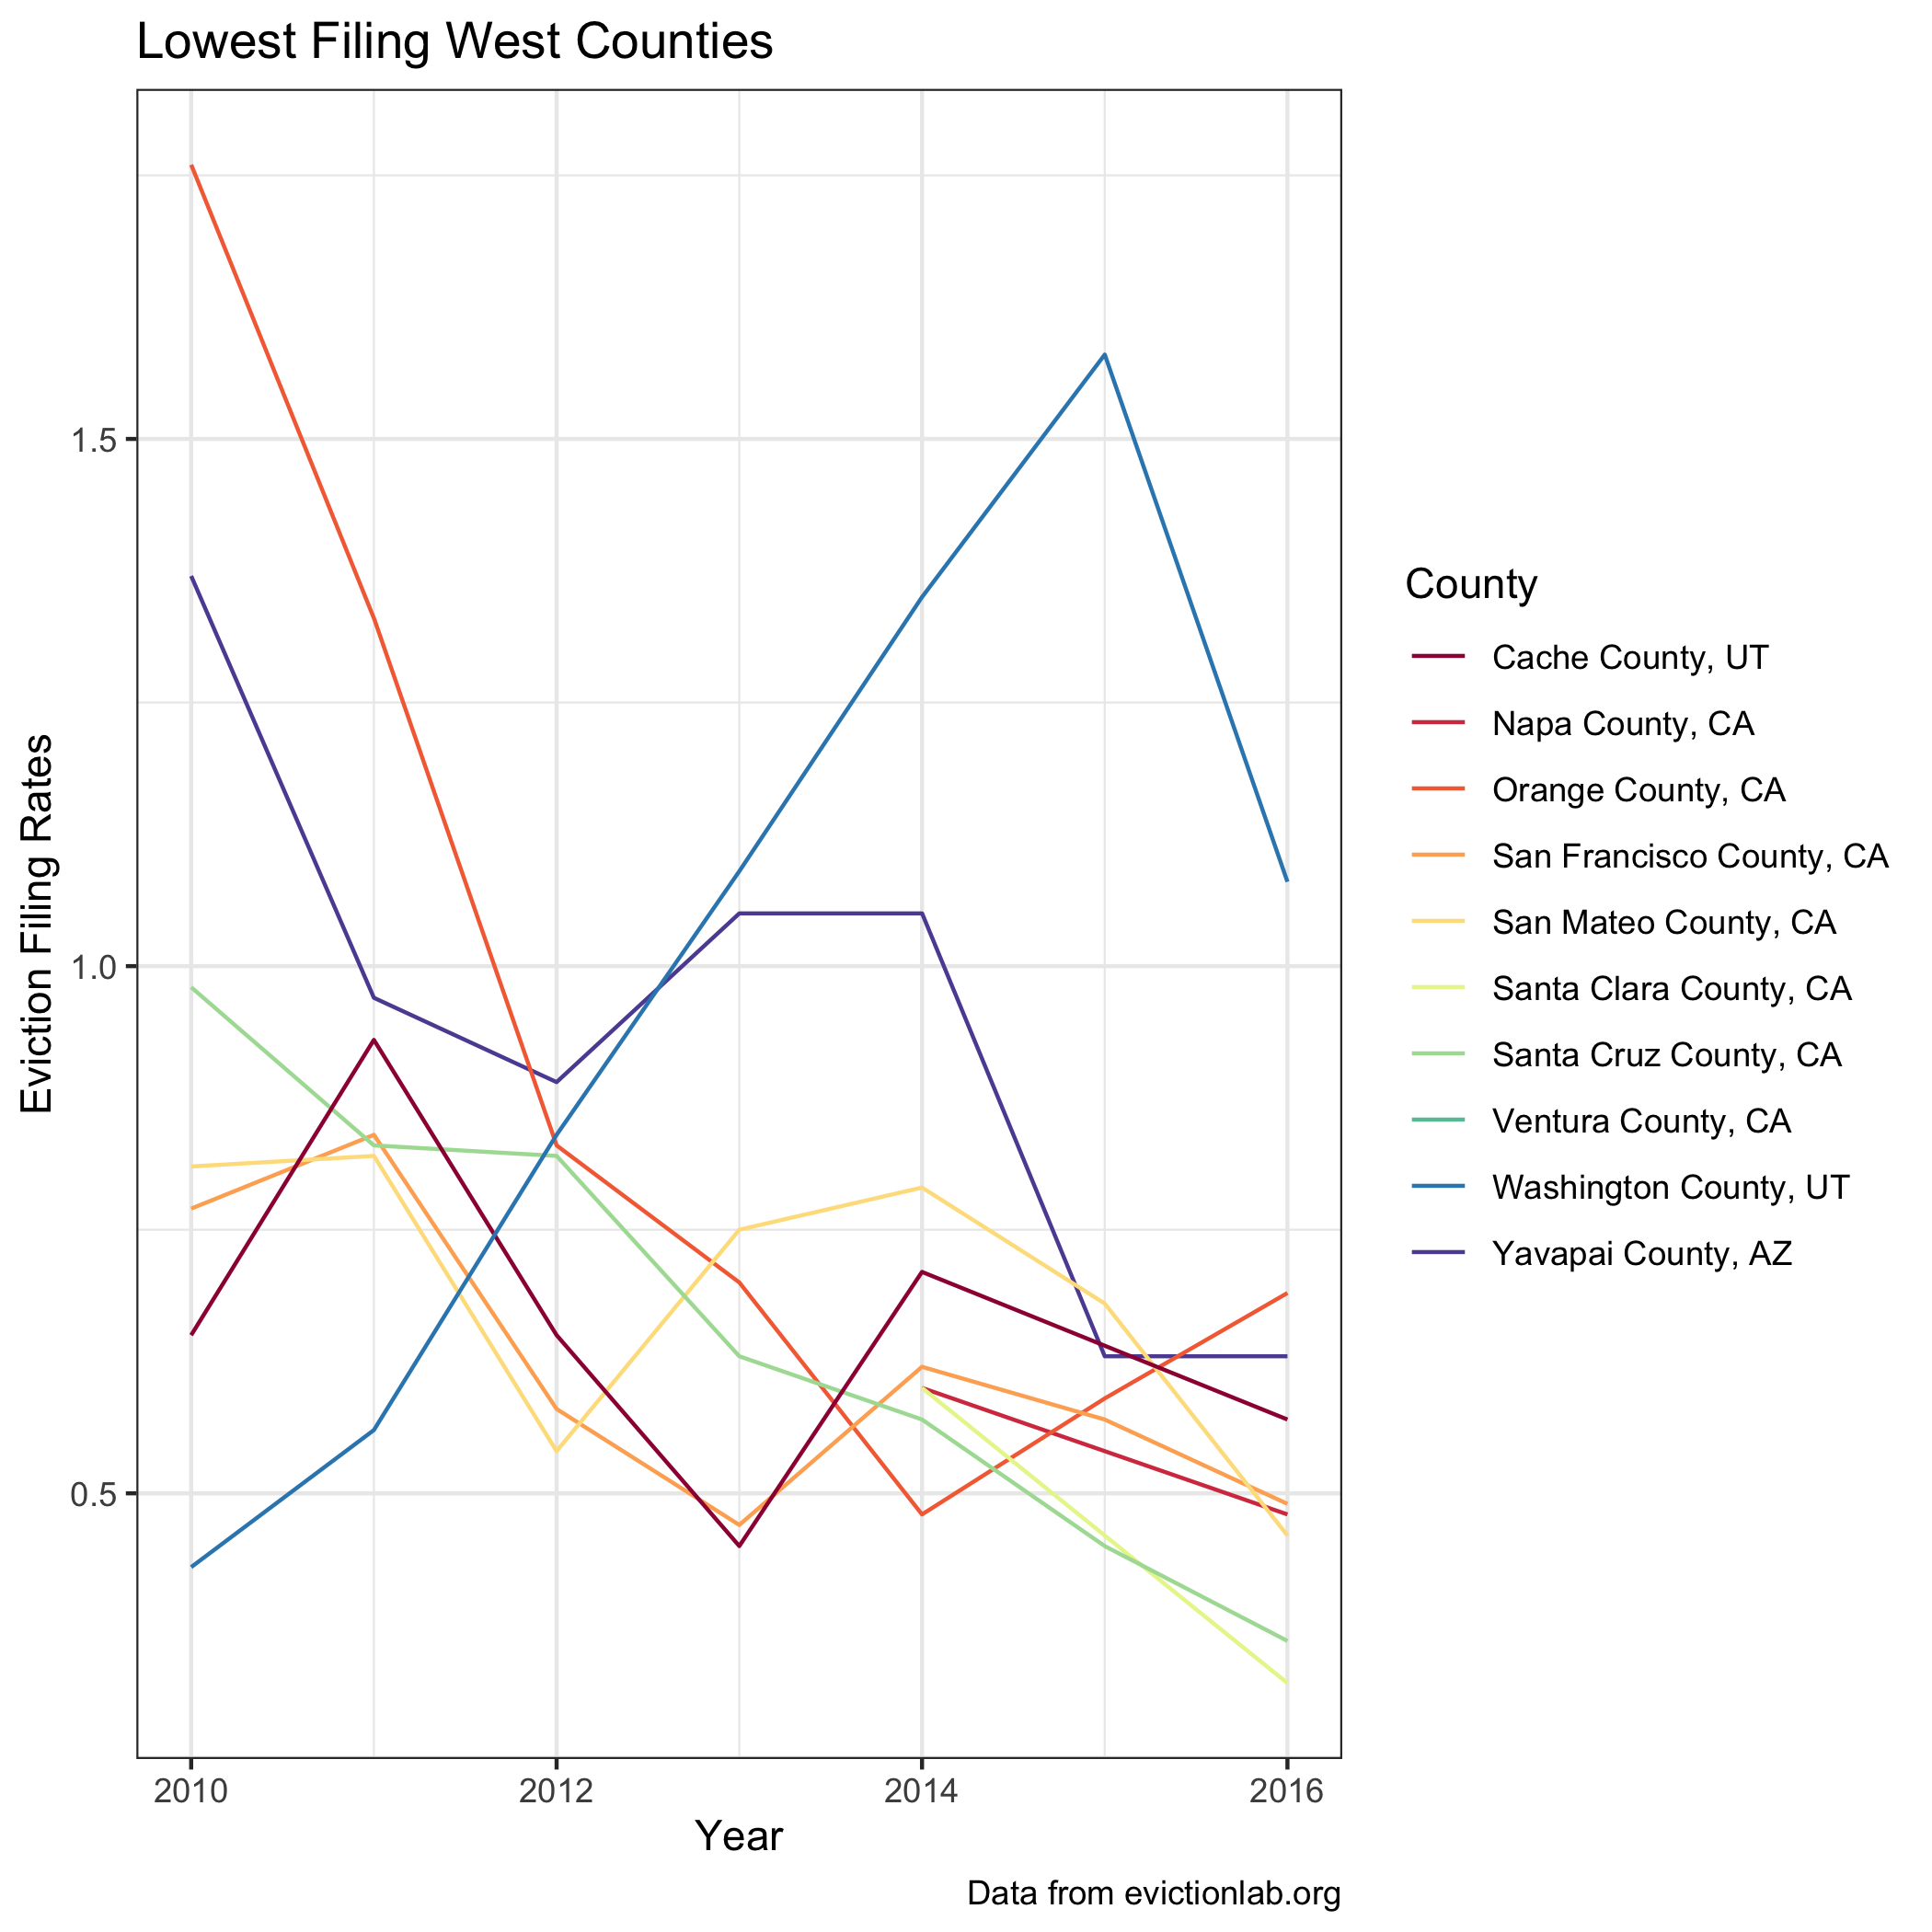 Lowest Filing West Counties
Eviction Filing Rates
1.5
1.0
0.5
2010 2012 2014 2016
Year
County
Cache County, UT
Napa County, CA
Orange County, CA
San Francisco County, CA
San Mateo County, CA
Santa Clara County, CA
Santa Cruz County, CA
Ventura County, CA
Washington County, UT
Yavapai County, AZ
Data from evictionlab.org